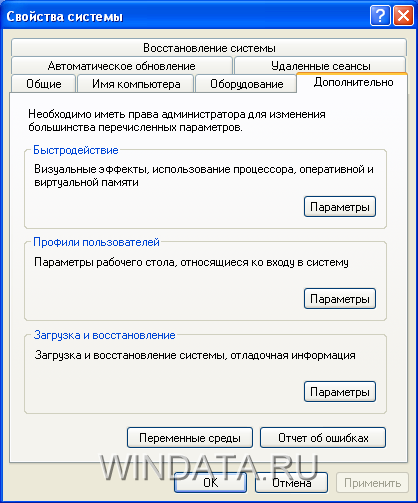 Свойства системы
Восстановление системы
Автоматическое обновление
Удаленные сеансы
Общие
Имя компьютера
Оборудование
Дополнительно
Необходимо иметь права администратора для изменения
большинства перечисленных параметров.
Быстродействие
Визуальные эффекты, использование процессора, оперативной и
виртуальной памяти
Параметры
Профили пользователей
Параметры рабочего стола, относящиеся ко входу в систему
Параметры
Загрузка и восстановление
Загрузка и восстановление системы, отладочная информация
Параметры
Переменные среды
Отчет об ошибках
WINDATA.RU
ОК
Отмена
Применить